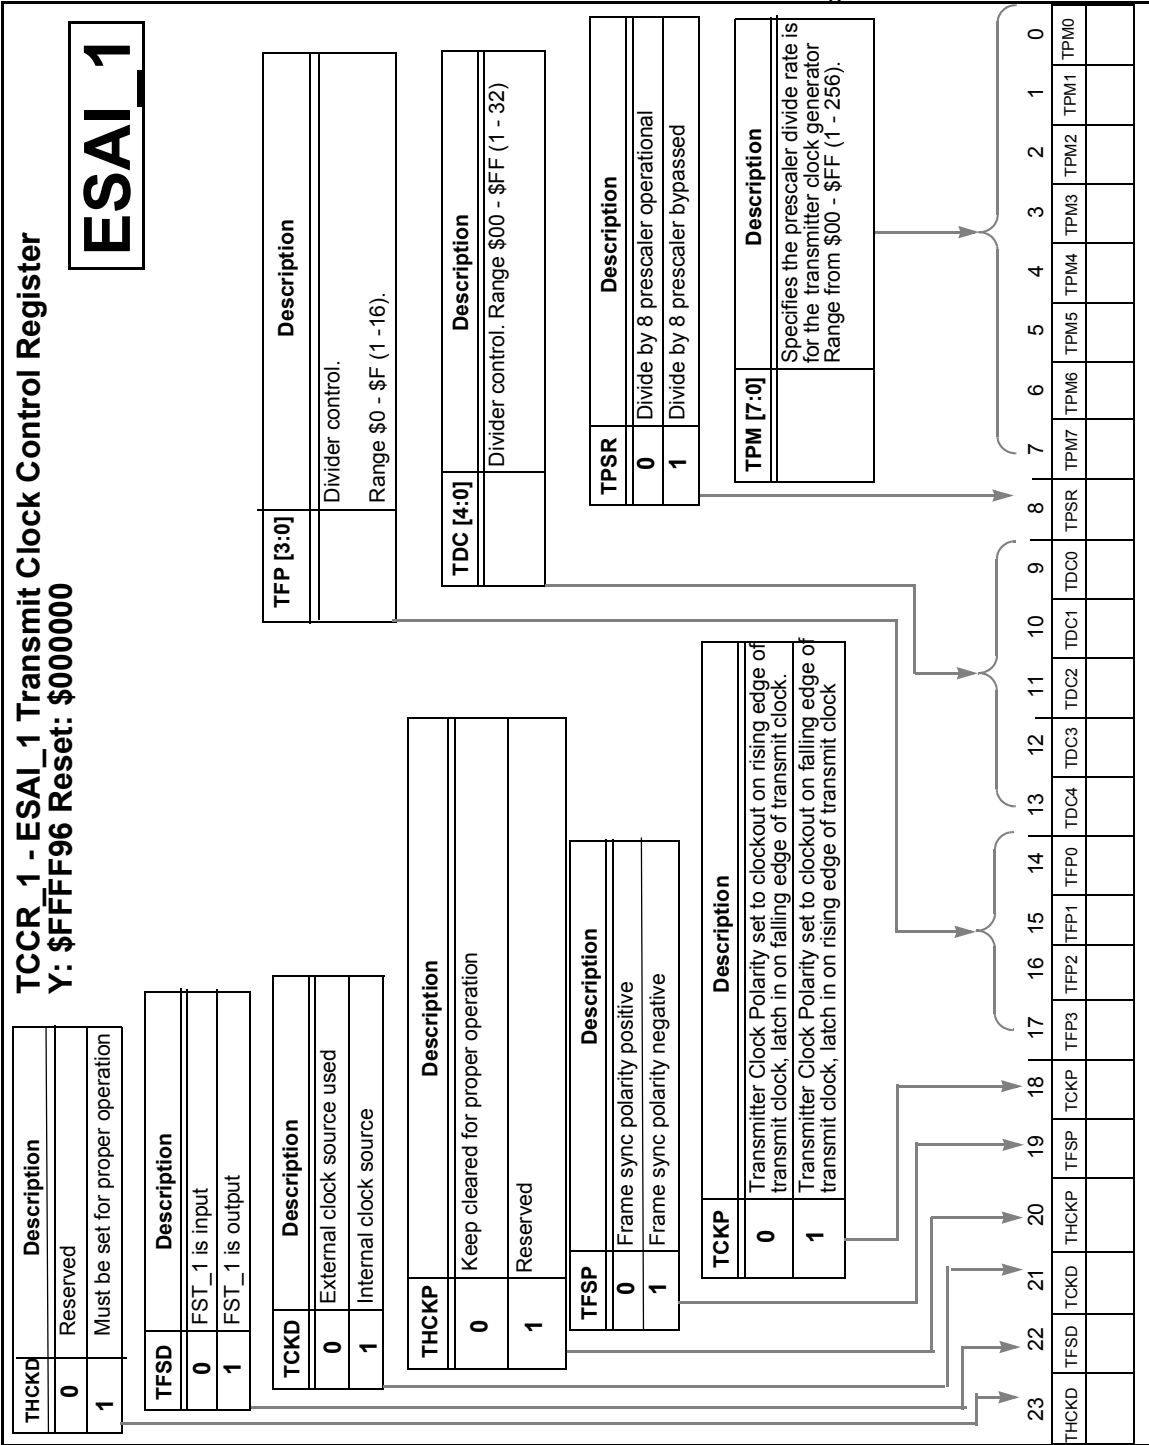 TCCR_1 - ESAI_1 Transmit Clock Control Register
Y: $FFFF96 Reset: $000000
ESAI_1
THCKD Description
0 Reserved
1 Must be set for proper operation
TFSD Description
0 FST_1 is input
1 FST_1 is output
TCKD Description
0 External clock source used
1 Internal clock source
THCKP Description
0 Keep cleared for proper operation
1 Reserved
TFSP Description
0 Frame sync polarity positive
1 Frame sync polarity negative
TCKP Description
0 Transmitter Clock Polarity set to clockout on rising edge of
transmit clock, latch in on falling edge of transmit clock.
1 Transmitter Clock Polarity set to clockout on falling edge of
transmit clock, latch in on rising edge of transmit clock
TFP [3:0] Description
Divider control.
Range $0 - $F (1 -16).
TDC [4:0] Description
Divider control. Range $00 - $FF (1 - 32)
TPSR Description
0 Divide by 8 prescaler operational
1 Divide by 8 prescaler bypassed
TPM [7:0] Description
Specifies the prescaler divide rate is
for the transmitter clock generator
Range from $00 - $FF (1 - 256).
23 22 21 20 19 18 17 16 15 14 13 12 11 10 9 8 7 6 5 4 3 2 1 0
THCKD TFSD TCKD THCKP TFSP TCKP TFP3 TFP2 TFP1 TFP0 TDC4 TDC3 TDC2 TDC1 TDC0 TPSR TPM7 TPM6 TPM5 TPM4 TPM3 TPM2 TPM1 TPM0